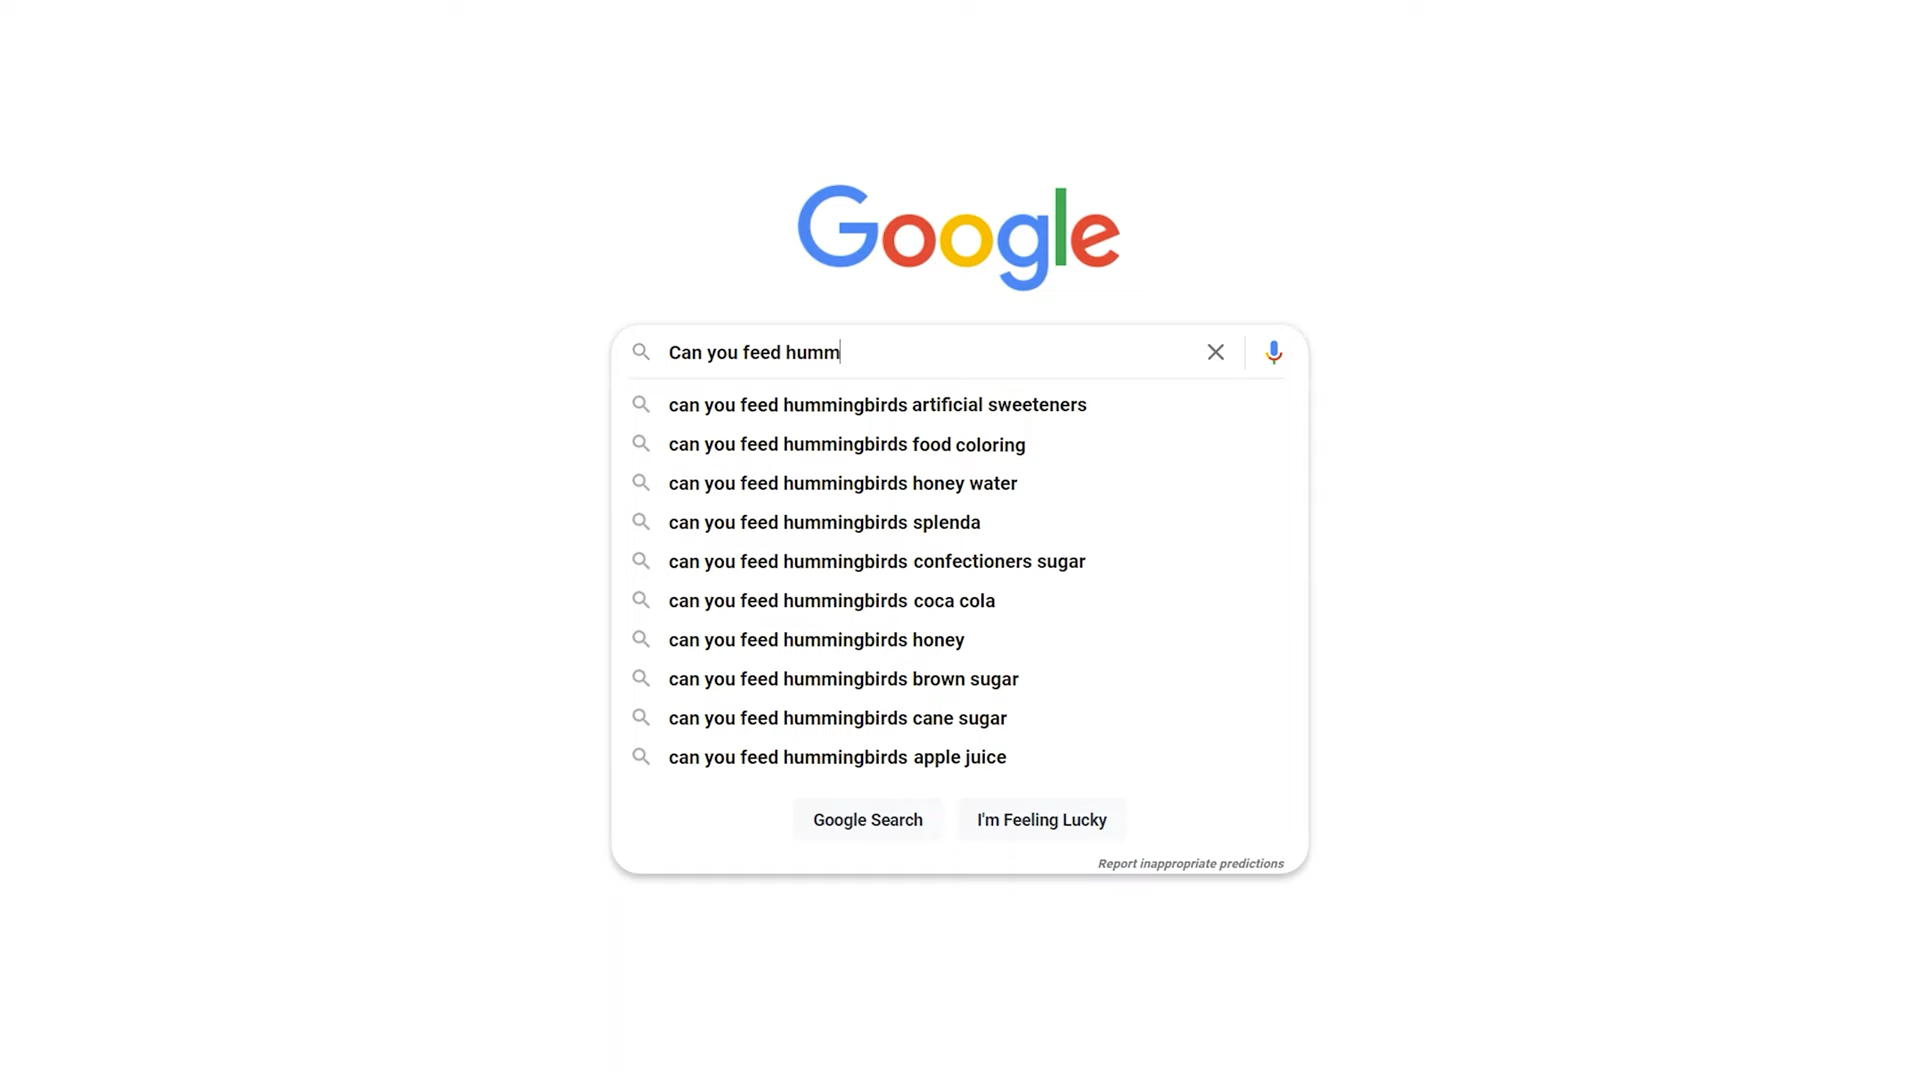 Google
Can you feed humm
can you feed hummingbirds artificial sweeteners
can you feed hummingbirds food coloring
can you feed hummingbirds honey water
can you feed hummingbirds splenda
can you feed hummingbirds confectioners sugar
can you feed hummingbirds coca cola
can you feed hummingbirds honey
can you feed hummingbirds brown sugar
can you feed hummingbirds cane sugar
can you feed hummingbirds apple juice
Google Search I'm Feeling Lucky
Report inappropriate predictions